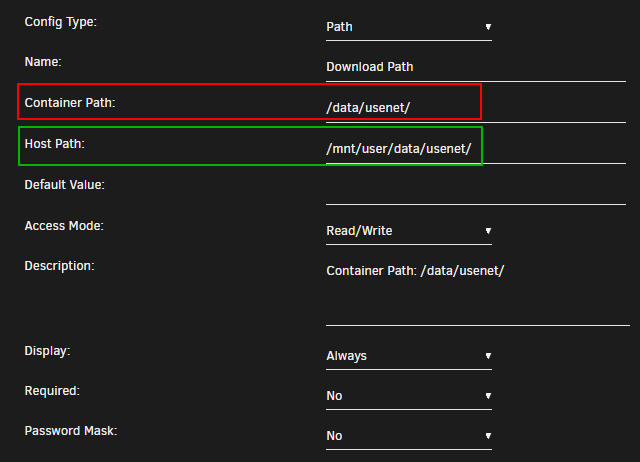 Config Type: Path
Name: Download Path
Container Path: /data/usenet/
Host Path: /mnt/user/data/usenet/
Default Value:
Access Mode: Read/Write
Description: Container Path: /data/usenet/
Display: Always
Required: No
Password Mask: No